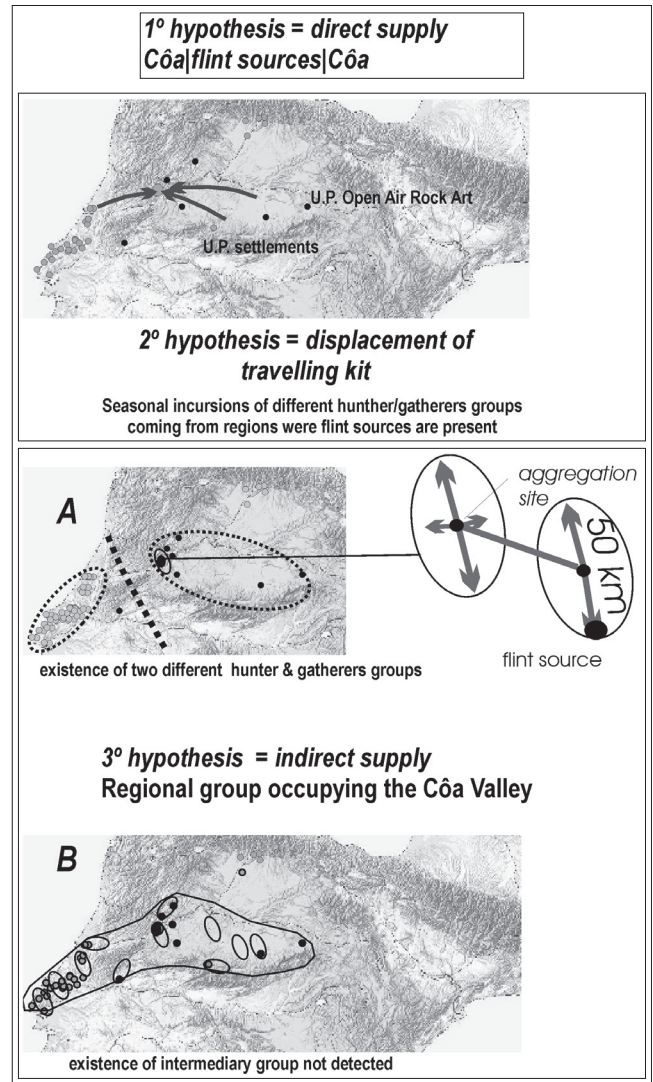 1º hypothesis = direct supply
Côa|flint sources|Côa
U.P. Open Air Rock Art
U.P. settlements
2º hypothesis = displacement of
travelling kit
Seasonal incursions of different hunther/gatherers groups
coming from regions were flint sources are present
A
aggregation
site
50 km
flint source
existence of two different hunter & gatherers groups
3º hypothesis = indirect supply
Regional group occupying the Côa Valley
B
existence of intermediary group not detected